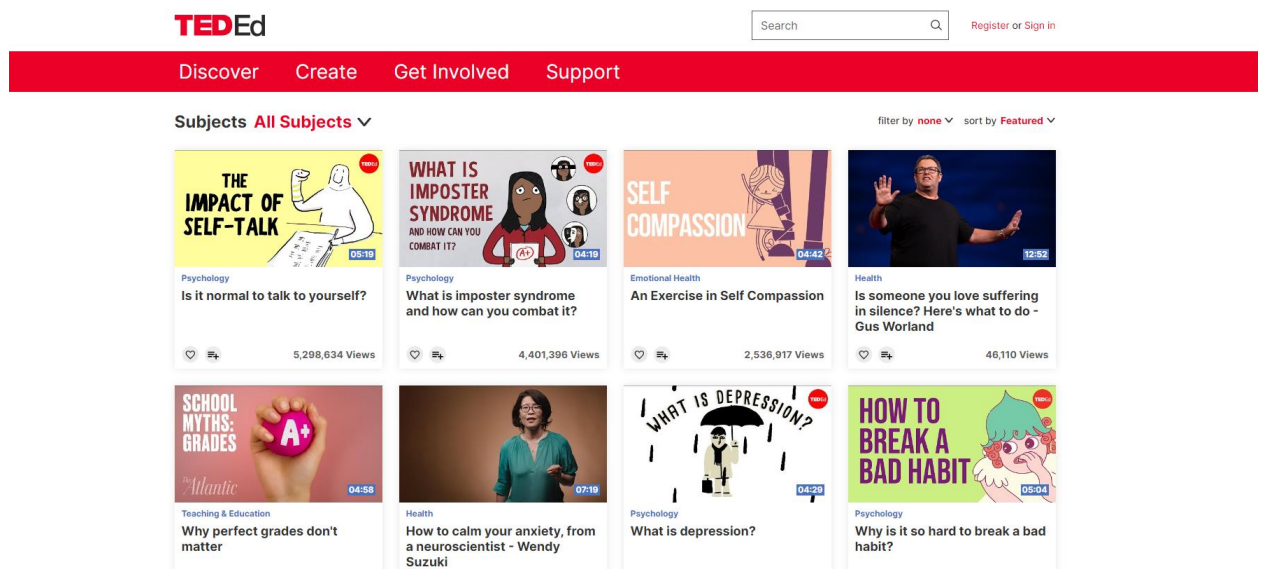 TEDEd
Search
Register or Sign in
Discover Create Get Involved Support
Subjects All Subjects
filter by none sort by Featured
THE
IMPACT OF
SELF-TALK
TEDEd
05:19
Psychology
Is it normal to talk to yourself?
5,298,634 Views
WHAT IS
IMPOSTER
SYNDROME
AND HOW CAN YOU
COMBAT IT?
TEDEd
A+
04:19
Psychology
What is imposter syndrome
and how can you combat it?
4,401,396 Views
SELF
COMPASSION
04:42
Emotional Health
An Exercise in Self Compassion
2,536,917 Views
12:52
Health
Is someone you love suffering
in silence? Here's what to do -
Gus Worland
46,110 Views
SCHOOL
MYTHS:
GRADES
A+
The Atlantic
04:58
Teaching & Education
Why perfect grades don't
matter
07:19
Health
How to calm your anxiety, from
a neuroscientist - Wendy
Suzuki
WHAT IS DEPRESSION?
TEDEd
04:29
Psychology
What is depression?
HOW TO
BREAK A
BAD HABIT
TEDEd
05:04
Psychology
Why is it so hard to break a bad
habit?